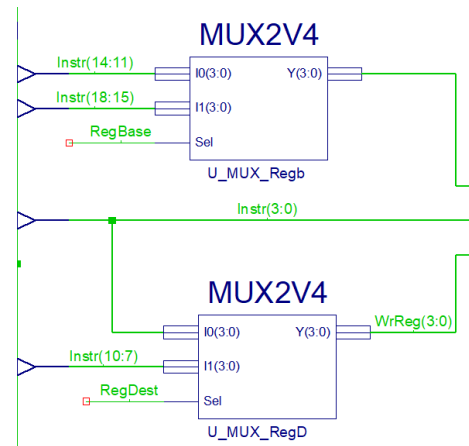 MUX2V4
Instr(14:11)
I0(3:0)
Y(3:0)
Instr(18:15)
I1(3:0)
RegBase
Sel
U_MUX_Regb
Instr(3:0)
MUX2V4
WrReg(3:0)
I0(3:0)
Y(3:0)
Instr(10:7)
I1(3:0)
RegDest
Sel
U_MUX_RegD